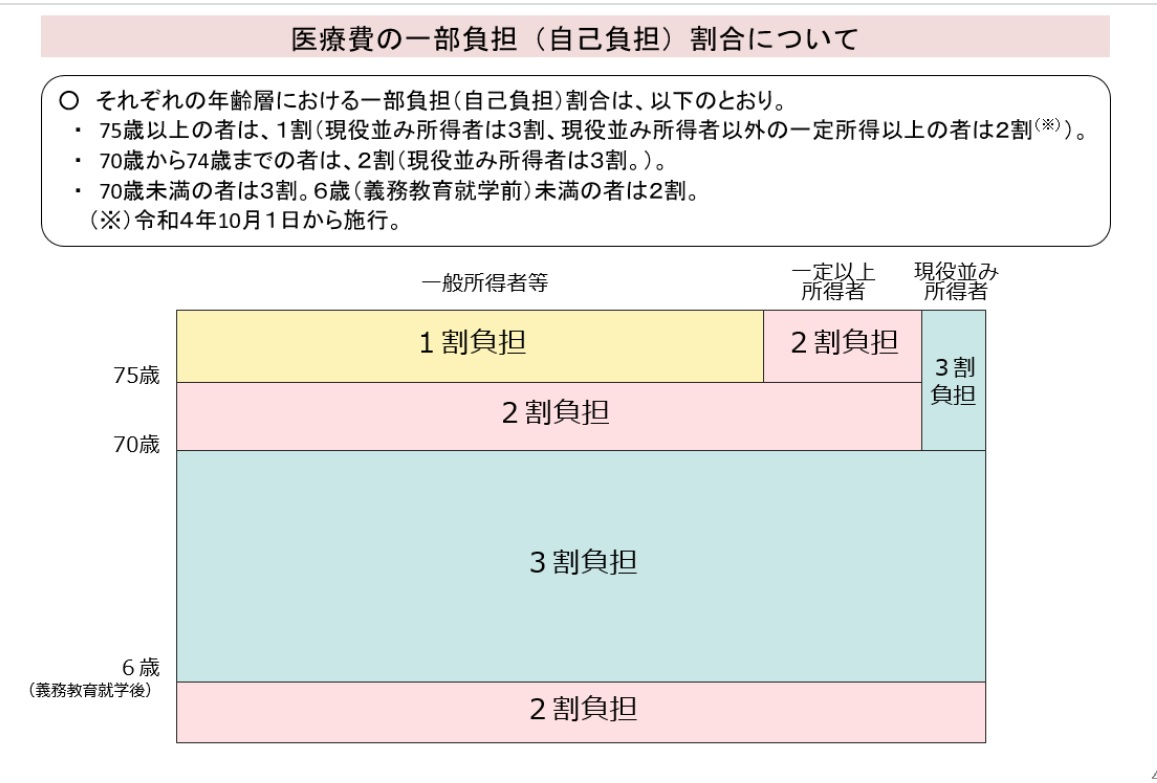 医療費の一部負担（自己負担）割合について
○ それぞれの年齢層における一部負担（自己負担）割合は、以下のとおり。
・ 75歳以上の者は、１割（現役並み所得者は３割、現役並み所得者以外の一定所得以上の者は２割（※））。
・ 70歳から74歳までの者は、２割（現役並み所得者は３割。）。
・ 70歳未満の者は３割。６歳（義務教育就学前）未満の者は２割。
（※）令和４年10月１日から施行。
一般所得者等
一定以上
所得者
現役並み
所得者
１割負担
２割負担
３割
負担
75歳
２割負担
70歳
３割負担
６歳
（義務教育就学後）
２割負担